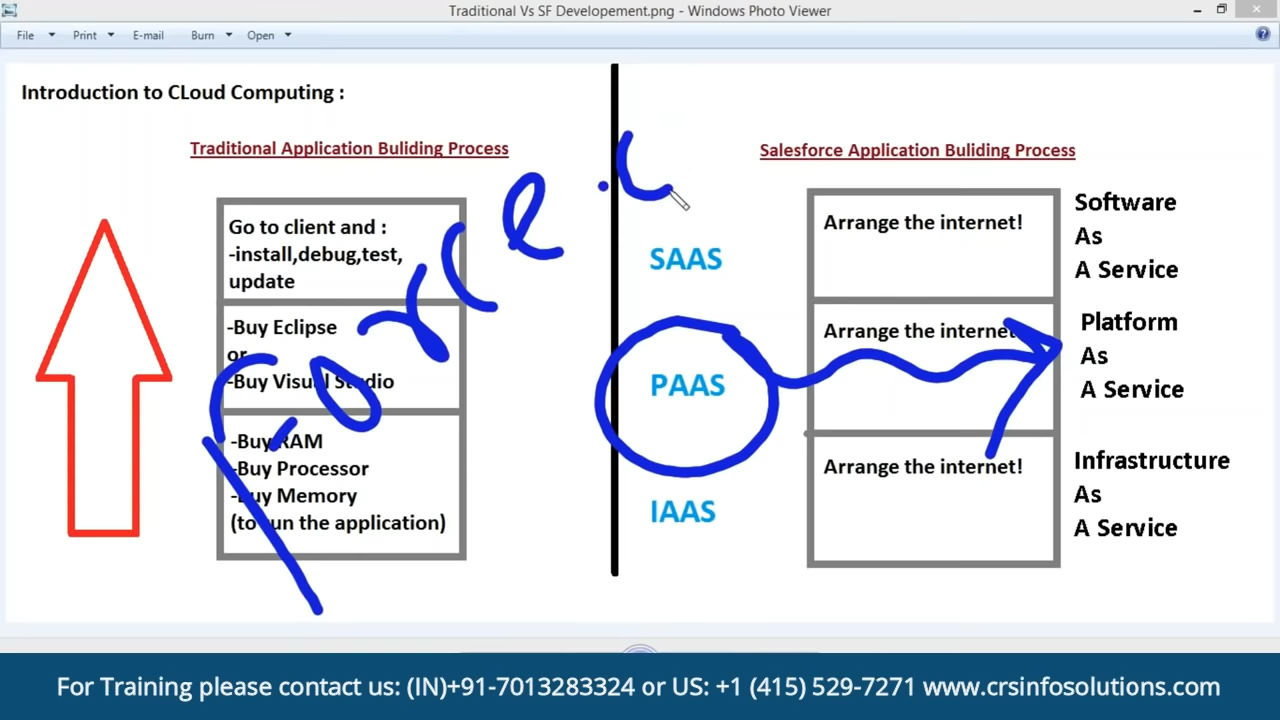 Traditional Vs SF Developement.png - Windows Photo Viewer
File Print E-mail Burn Open
Introduction to CLoud Computing :
Traditional Application Buliding Process
Go to client and :
-install,debug,test,
update
-Buy Eclipse
or
-Buy Visual Studio
-Buy RAM
-Buy Processor
-Buy Memory
(to run the application)
Force.c
SAAS
PAAS
IAAS
Salesforce Application Buliding Process
Arrange the internet!
Software
As
A Service
Arrange the internet
Platform
As
A Service
Arrange the internet!
Infrastructure
As
A Service
For Training please contact us: (IN)+91-7013283324 or US: +1 (415) 529-7271 www.crsinfosolutions.com